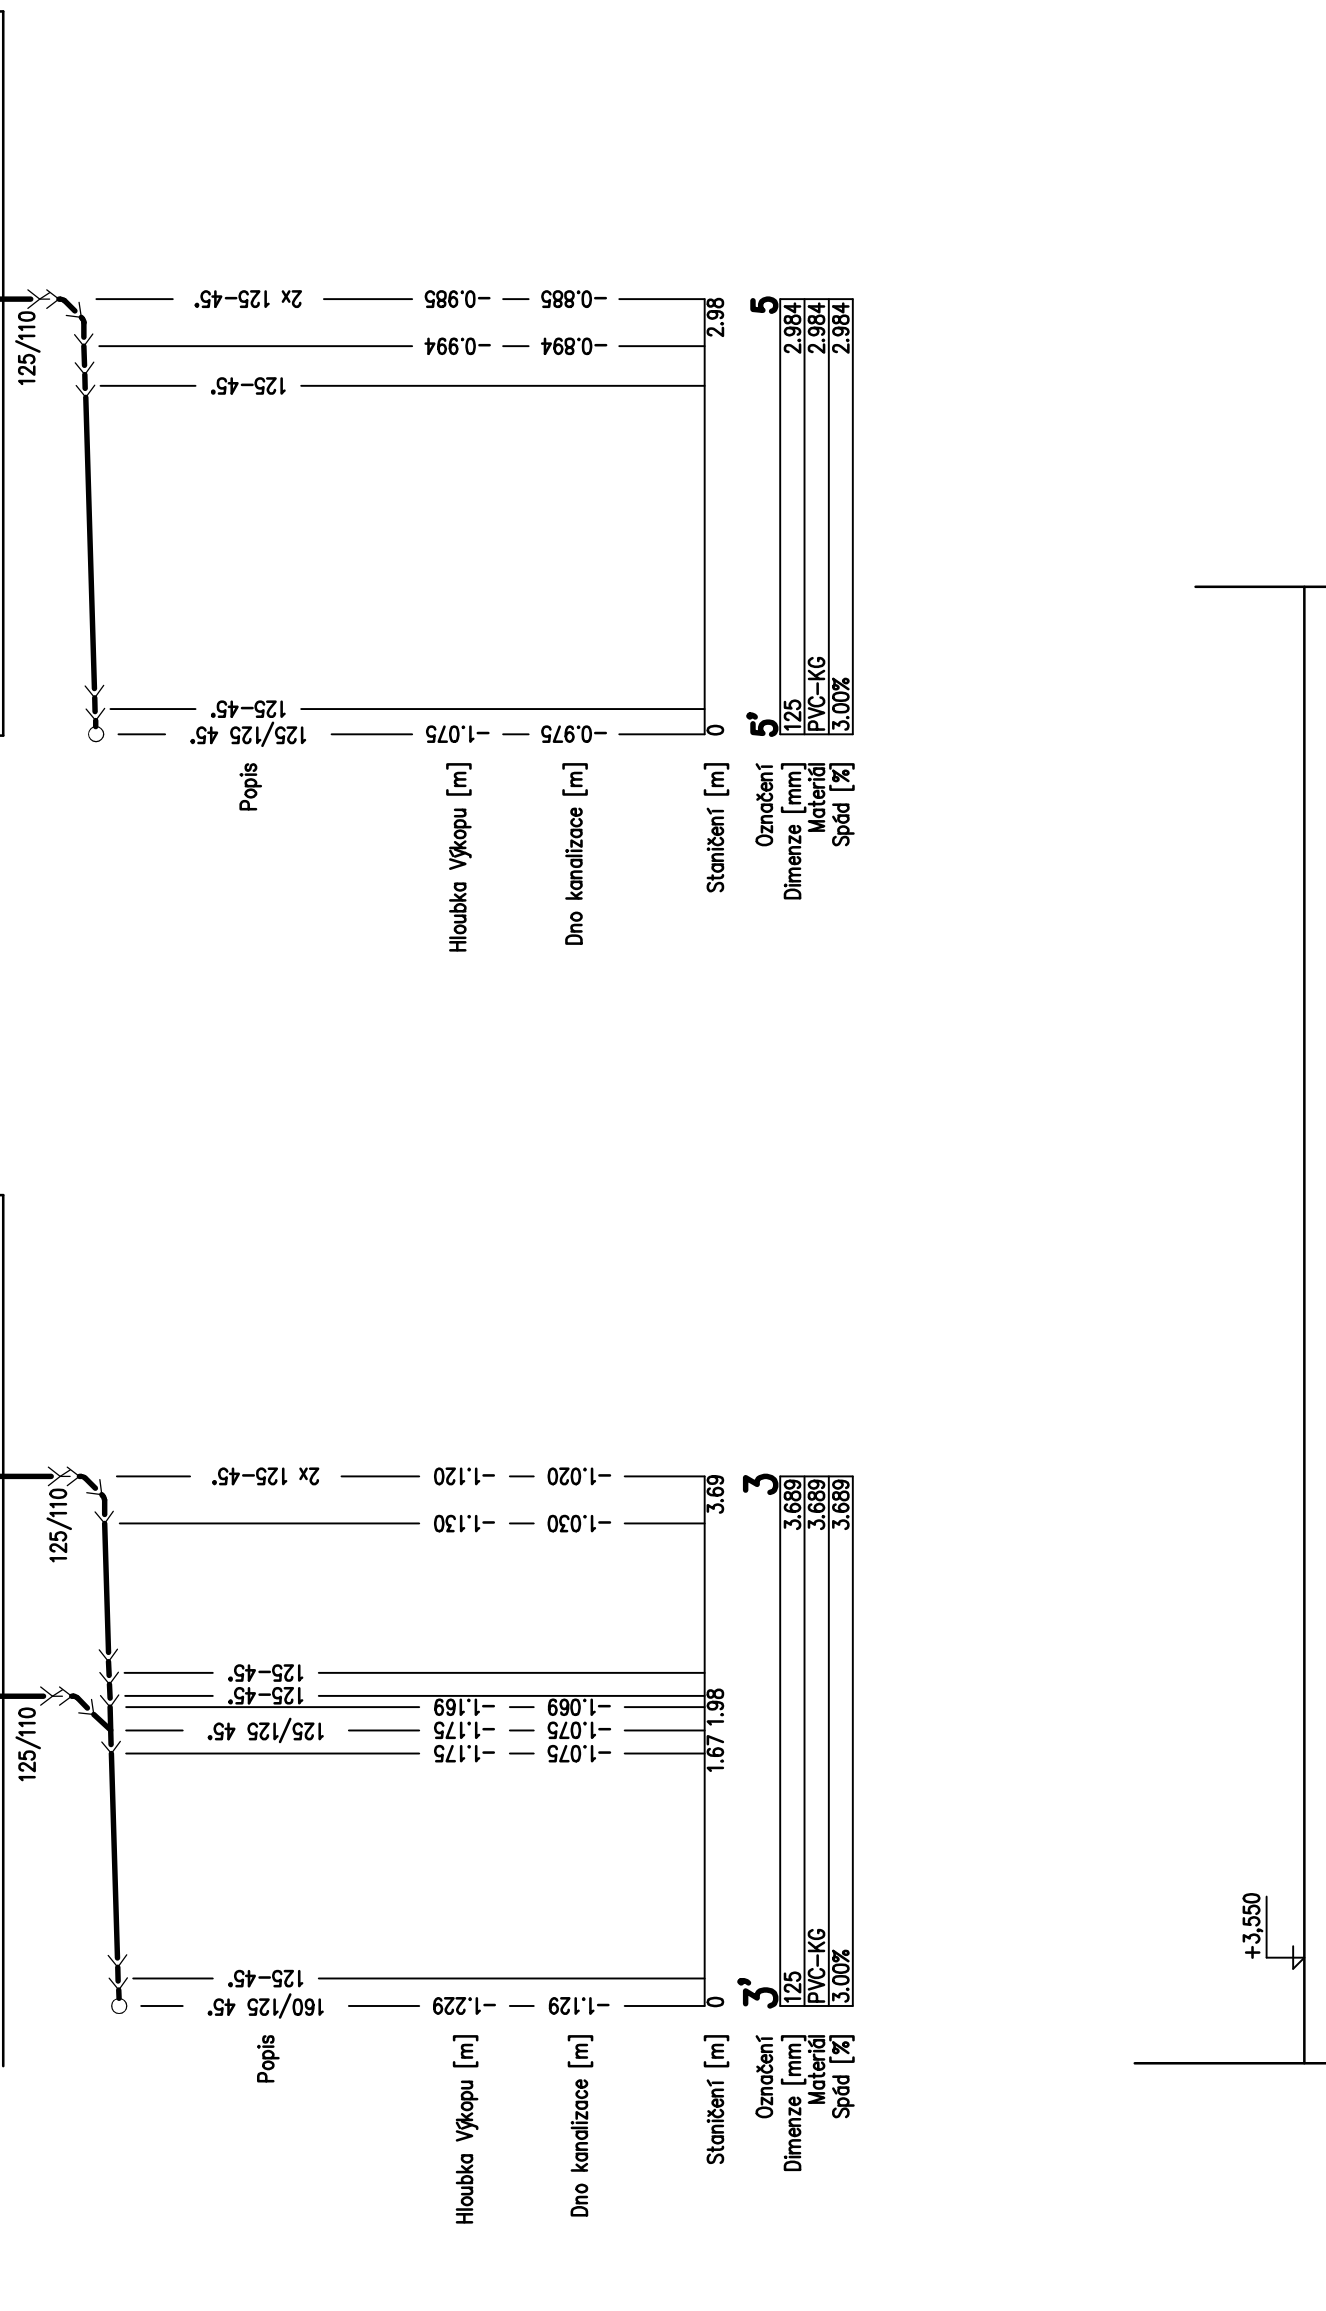 125/110
2x 125-45°
-0.985
-0.885
2.98
-0.994
-0.894
125-45°
125-45°
125/125 45°
-1.075
-0.975
0
Popis
Hloubka Výkopu [m]
Dno kanalizace [m]
Staničení [m]
Označení 5' 5
Dimenze [mm] 125 2.984
Materiál PVC-KG 2.984
Spád [%] 3.00% 2.984
125/110
125/110
2x 125-45°
-1.120
-1.020
3.69
-1.130
-1.030
125-45°
125-45°
-1.169
-1.069
1.98
125/125 45°
-1.175
-1.075
1.67
-1.175
-1.075
125-45°
160/125 45°
-1.229
-1.129
0
Popis
Hloubka Výkopu [m]
Dno kanalizace [m]
Staničení [m]
Označení 3' 3
Dimenze [mm] 125 3.689
Materiál PVC-KG 3.689
Spád [%] 3.00% 3.689
+3,550